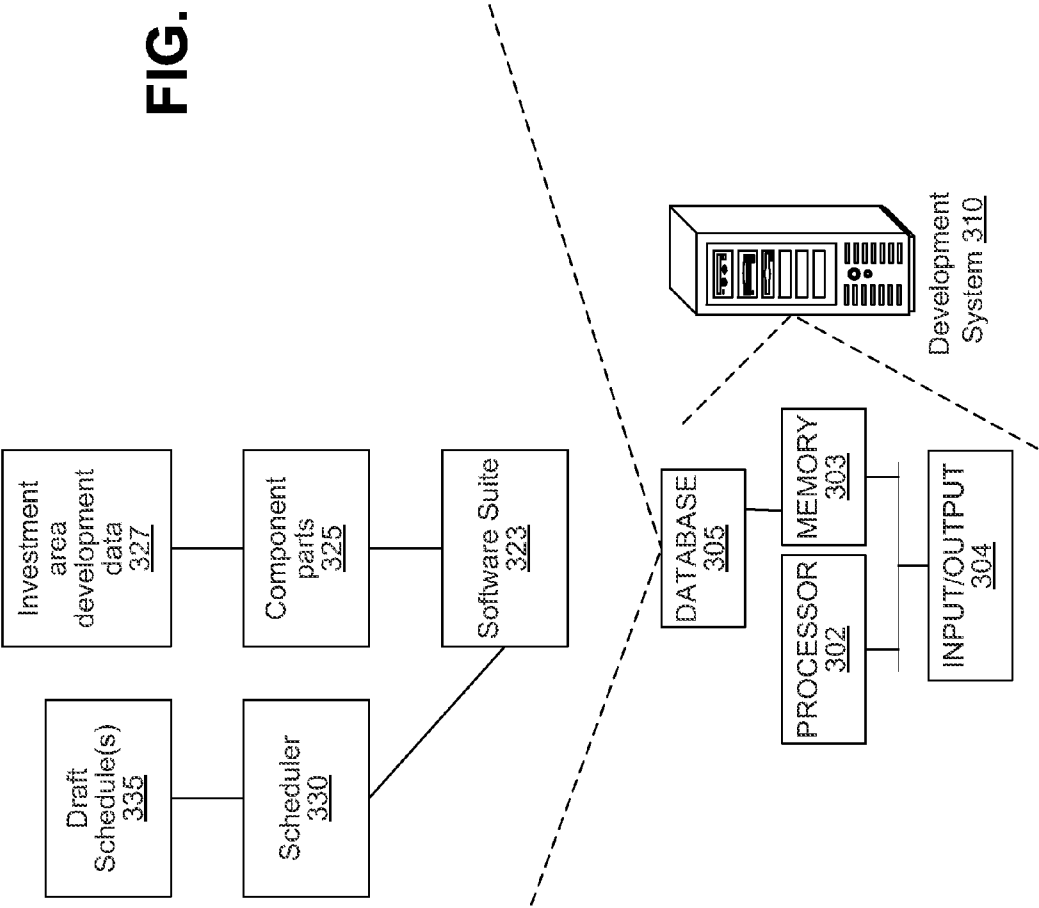 FIG.
Draft
Schedule(s)
335
Investment
area
development
data
327
Scheduler
330
Component
parts
325
Software Suite
323
DATABASE
305
PROCESSOR
302
MEMORY
303
INPUT/OUTPUT
304
Development
System 310